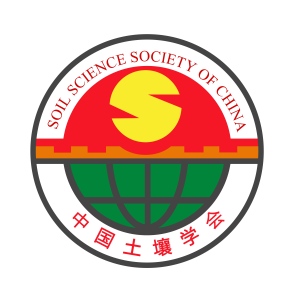 SOIL SCIENCE SOCIETY OF CHINA
中国土壤学会